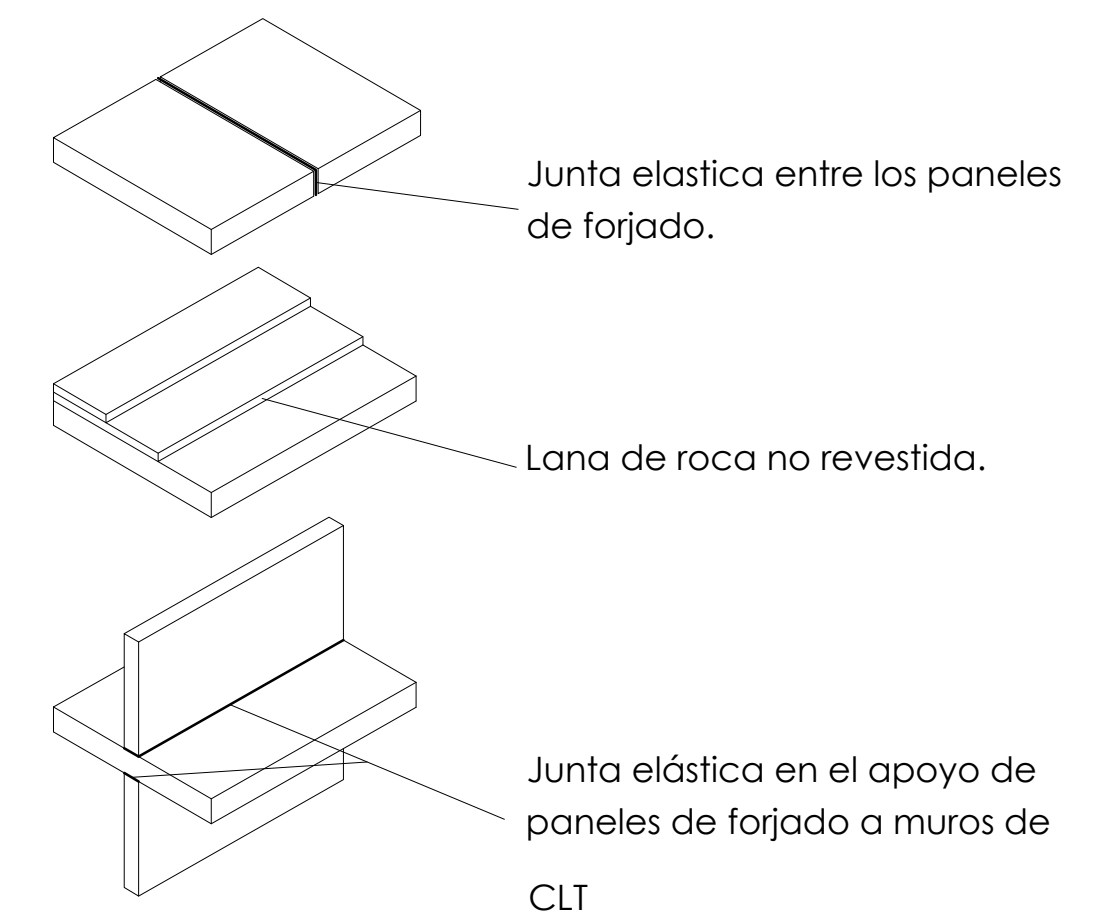 Junta elastica entre los paneles
de forjado.
Lana de roca no revestida.
Junta elástica en el apoyo de
paneles de forjado a muros de
CLT